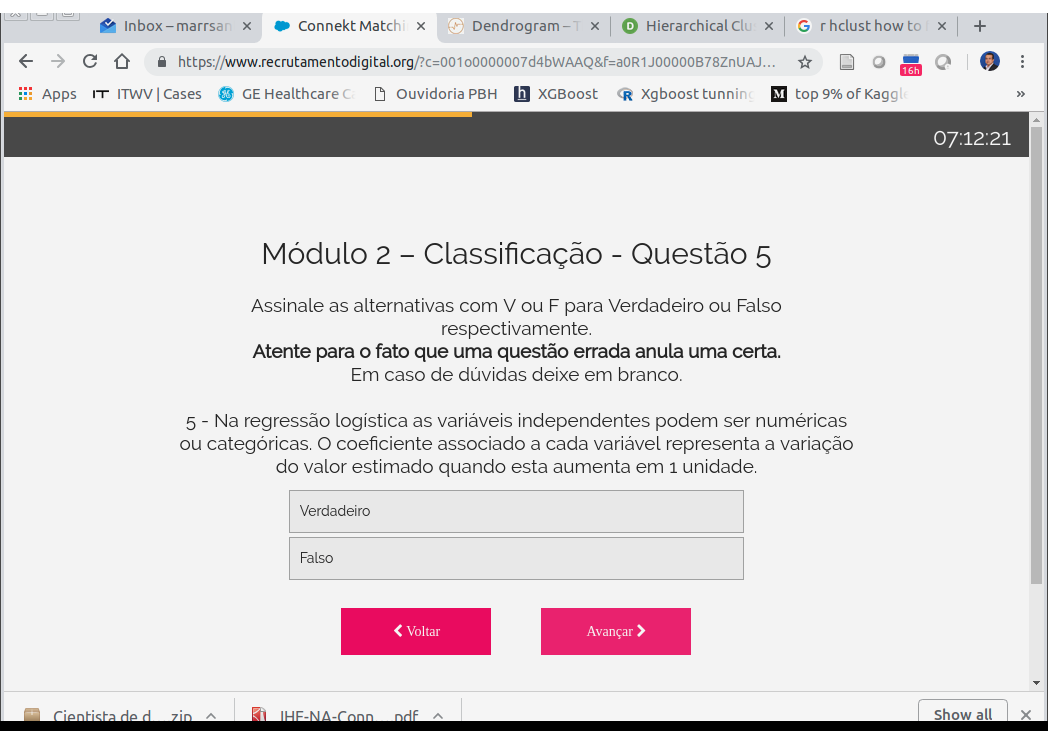 Inbox – marrsan
Connekt Matchi
Dendrogram – T
Hierarchical Clu
r hclust how to
https://www.recrutamentodigital.org/?c=001o0000007d4bWAAQ&f=a0R1J00000B78ZnUAJ...
16h
Apps
ITWV | Cases
GE Healthcare C
Ouvidoria PBH
h
XGBoost
Xgboost tunning
M
top 9% of Kaggle
»
07:12:21
Módulo 2 – Classificação - Questão 5
Assinale as alternativas com V ou F para Verdadeiro ou Falso
respectivamente.
Atente para o fato que uma questão errada anula uma certa.
Em caso de dúvidas deixe em branco.
5 - Na regressão logística as variáveis independentes podem ser numéricas
ou categóricas. O coeficiente associado a cada variável representa a variação
do valor estimado quando esta aumenta em 1 unidade.
Verdadeiro
Falso
Voltar
Avançar
Cientista de d....zip
IHF-NA-Conn....pdf
Show all